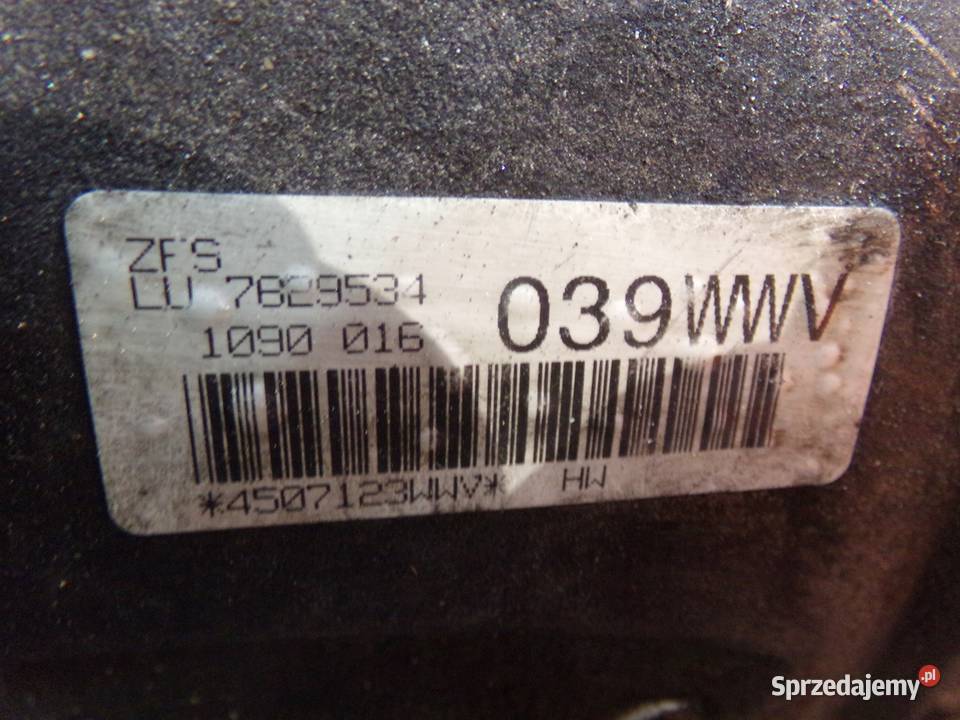 ZFS
LU 7829534
1090 016
039WWV
*4507123WWV* HW
Sprzedajemy.pl